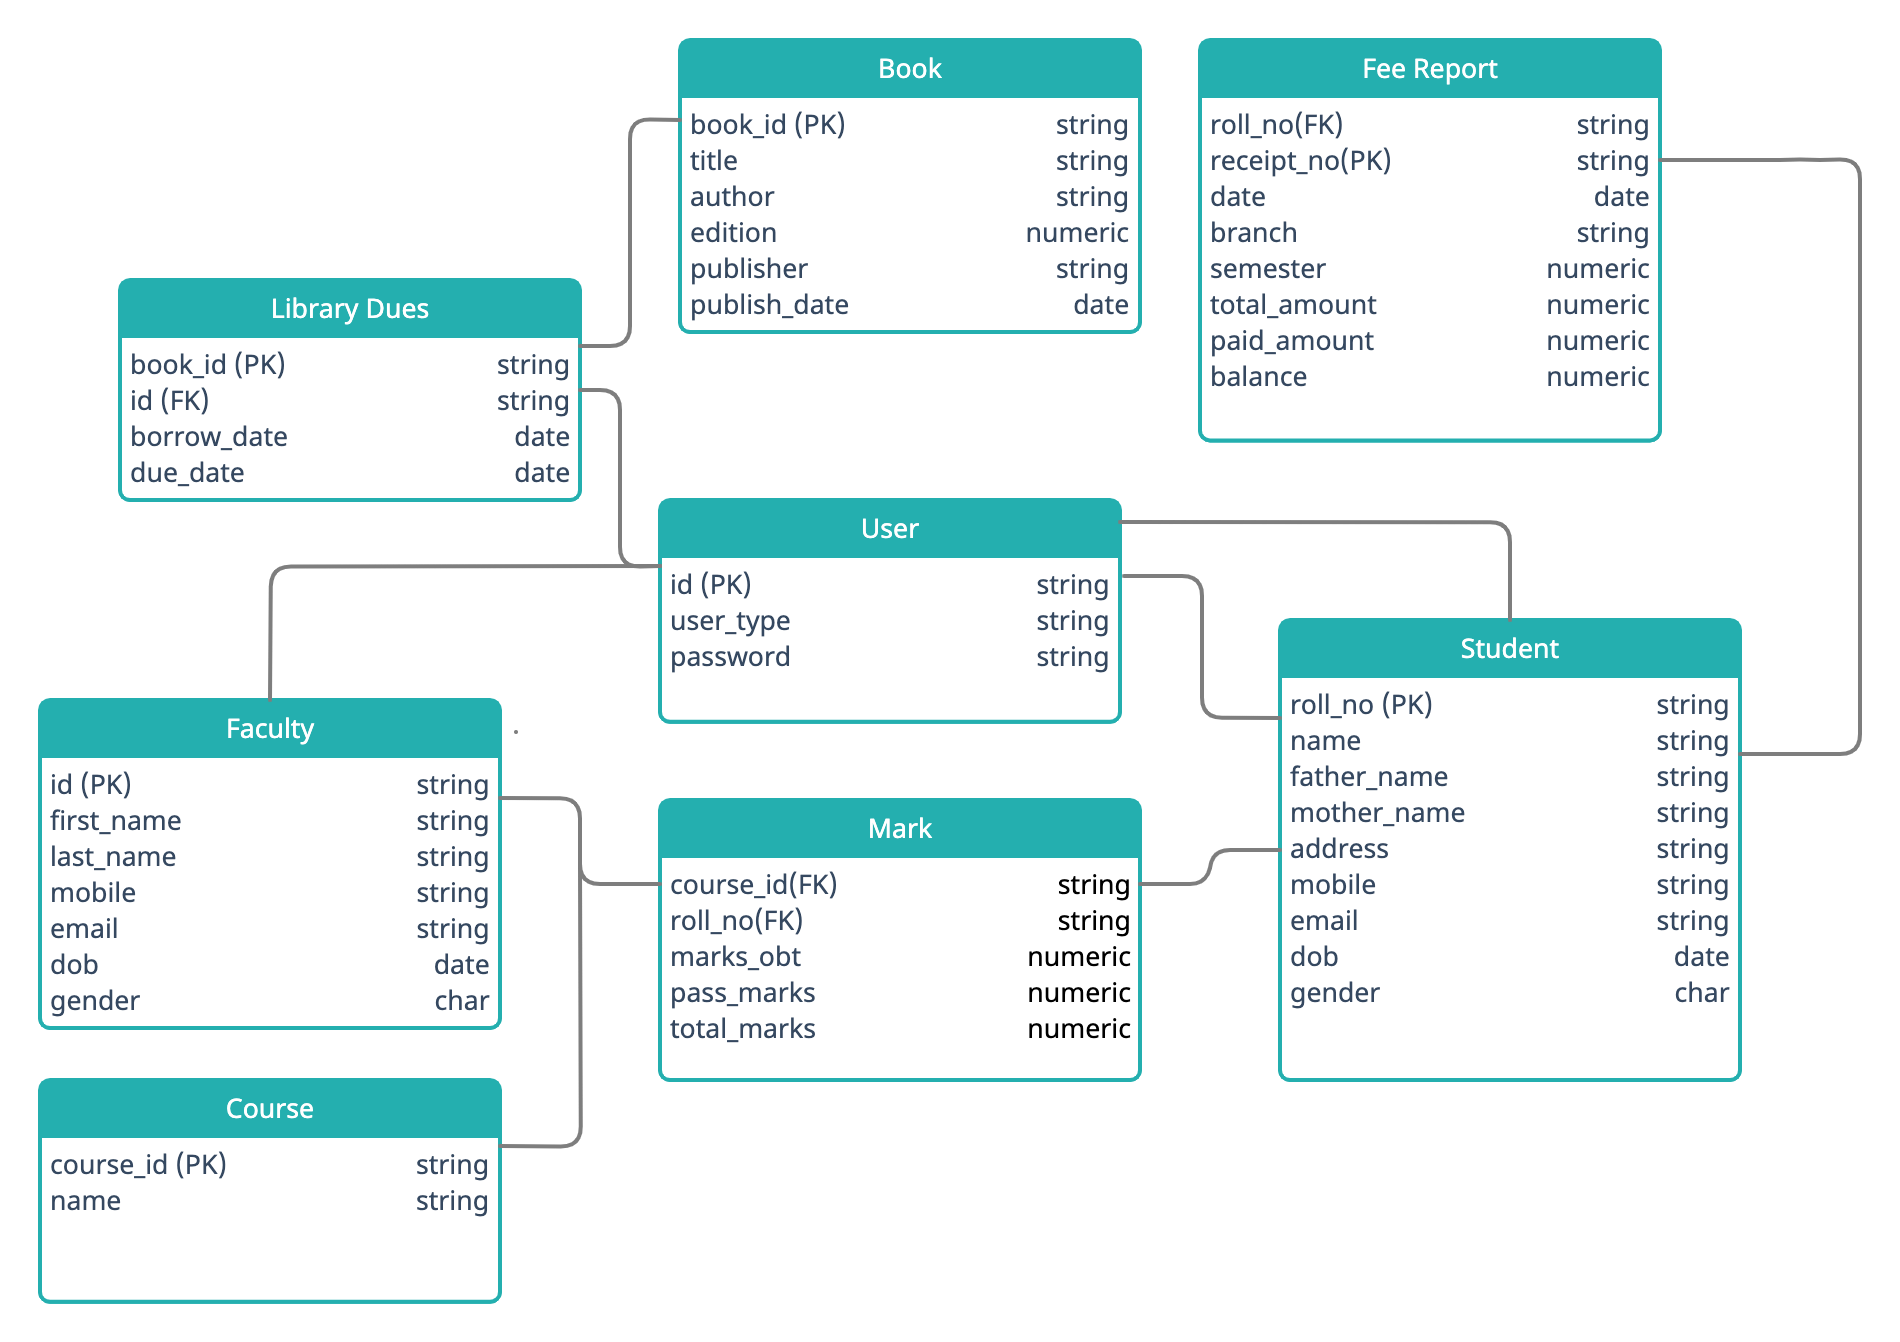 Book
book_id (PK) string
title string
author string
edition numeric
publisher string
publish_date date
Fee Report
roll_no(FK) string
receipt_no(PK) string
date date
branch string
semester numeric
total_amount numeric
paid_amount numeric
balance numeric
Library Dues
book_id (PK) string
id (FK) string
borrow_date date
due_date date
User
id (PK) string
user_type string
password string
Student
roll_no (PK) string
name string
father_name string
mother_name string
address string
mobile string
email string
dob date
gender char
Faculty
id (PK) string
first_name string
last_name string
mobile string
email string
dob date
gender char
Mark
course_id(FK) string
roll_no(FK) string
marks_obt numeric
pass_marks numeric
total_marks numeric
Course
course_id (PK) string
name string